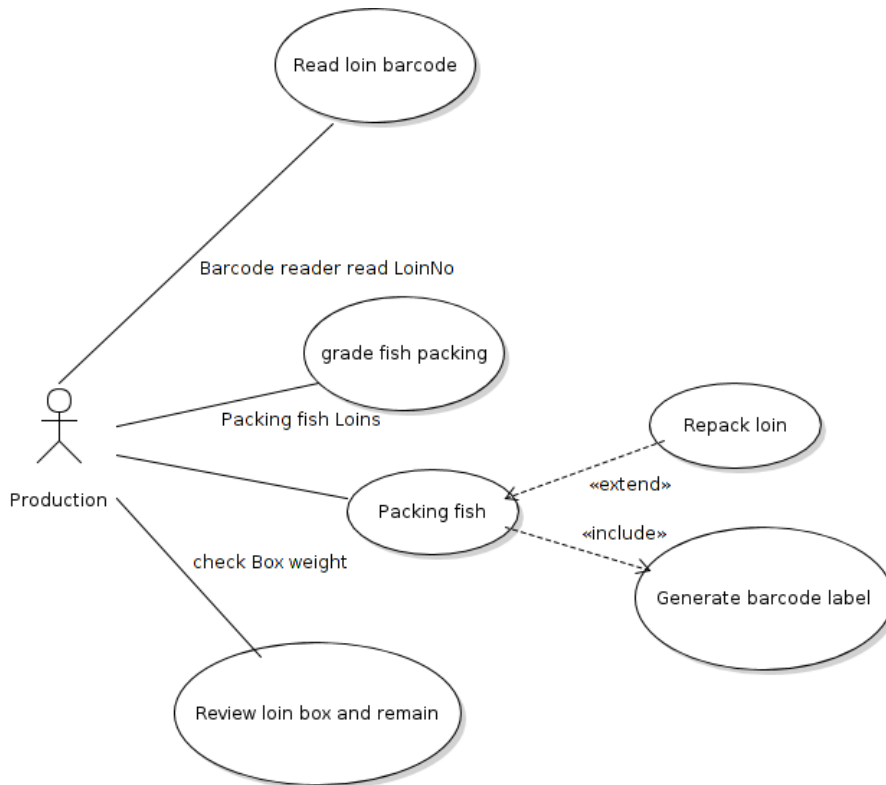 Read loin barcode
Barcode reader read LoinNo
grade fish packing
Packing fish Loins
Repack loin
«extend»
Production
Packing fish
«include»
check Box weight
Generate barcode label
Review loin box and remain